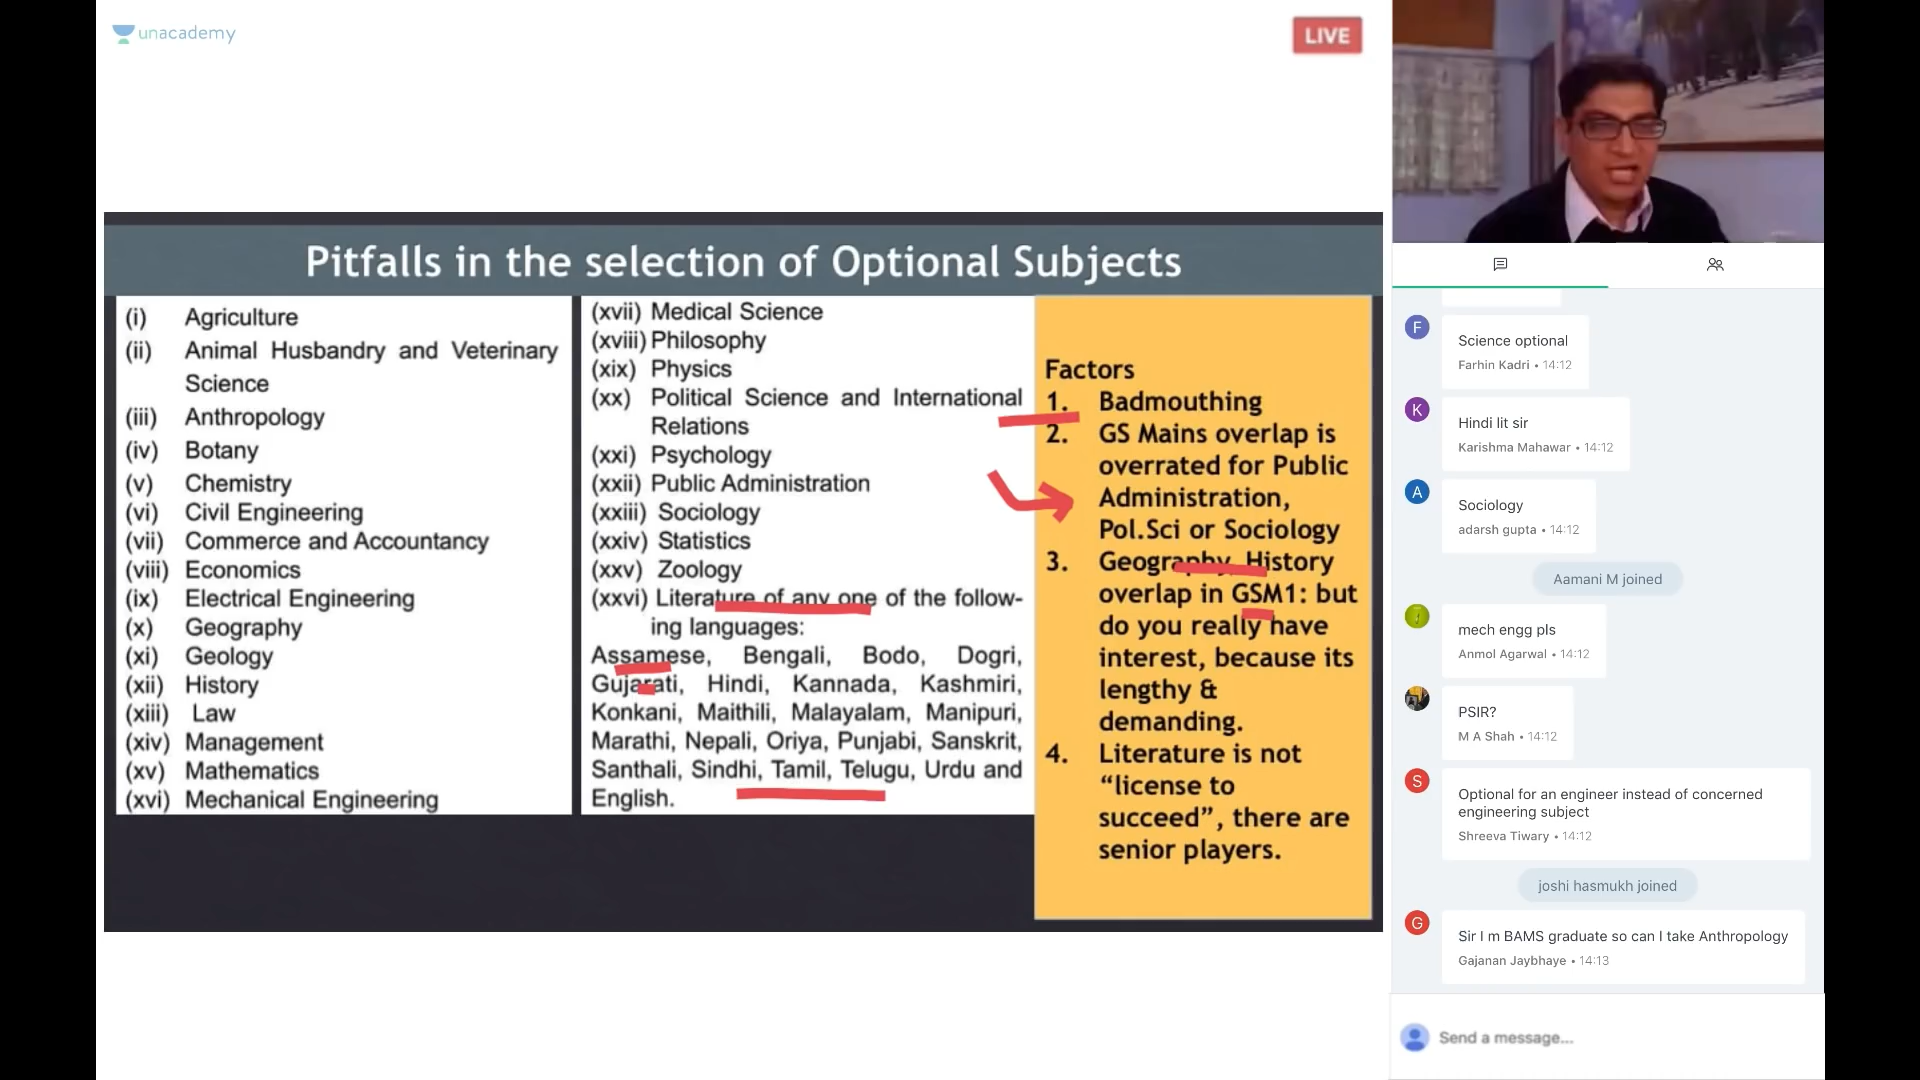 unacademy
LIVE
Pitfalls in the selection of Optional Subjects
(i) Agriculture
(ii) Animal Husbandry and Veterinary
Science
(iii) Anthropology
(iv) Botany
(v) Chemistry
(vi) Civil Engineering
(vii) Commerce and Accountancy
(viii) Economics
(ix) Electrical Engineering
(x) Geography
(xi) Geology
(xii) History
(xiii) Law
(xiv) Management
(xv) Mathematics
(xvi) Mechanical Engineering
(xvii) Medical Science
(xviii) Philosophy
(xix) Physics
(xx) Political Science and International
Relations
(xxi) Psychology
(xxii) Public Administration
(xxiii) Sociology
(xxiv) Statistics
(xxv) Zoology
(xxvi) Literature of any one of the follow-
ing languages:
Assamese, Bengali, Bodo, Dogri,
Gujarati, Hindi, Kannada, Kashmiri,
Konkani, Maithili, Malayalam, Manipuri,
Marathi, Nepali, Oriya, Punjabi, Sanskrit,
Santhali, Sindhi, Tamil, Telugu, Urdu and
English.
Factors
1. Badmouthing
2. GS Mains overlap is
overrated for Public
Administration,
Pol.Sci or Sociology
3. Geography, History
overlap in GSM1: but
do you really have
interest, because its
lengthy &
demanding.
4. Literature is not
“license to
succeed”, there are
senior players.
F
Science optional
Farhin Kadri • 14:12
K
Hindi lit sir
Karishma Mahawar • 14:12
A
Sociology
adarsh gupta • 14:12
Aamani M joined
mech engg pls
Anmol Agarwal • 14:12
PSIR?
M A Shah • 14:12
S
Optional for an engineer instead of concerned
engineering subject
Shreeva Tiwary • 14:12
joshi hasmukh joined
G
Sir I m BAMS graduate so can I take Anthropology
Gajanan Jaybhaye • 14:13
Send a message...